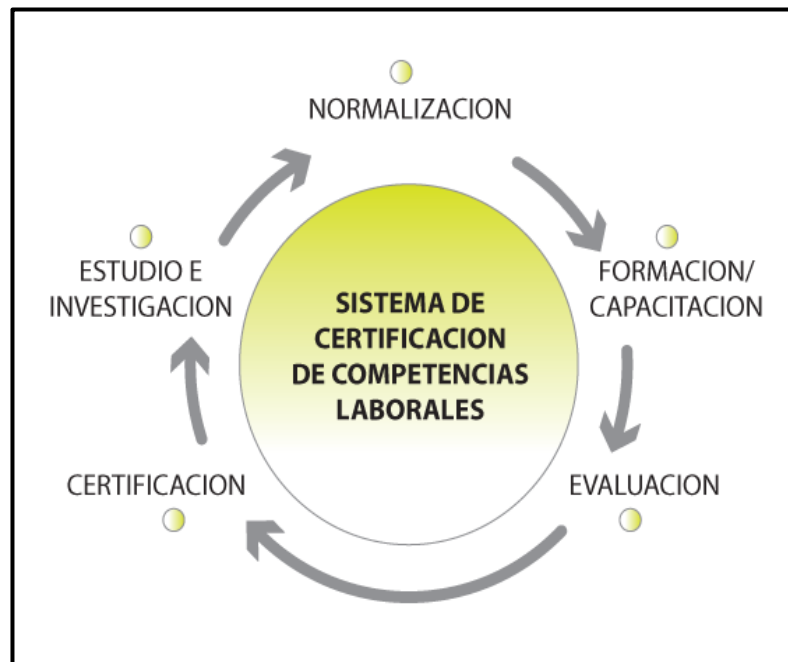 NORMALIZACION
ESTUDIO E
INVESTIGACION
FORMACION/
CAPACITACION
SISTEMA DE
CERTIFICACION
DE COMPETENCIAS
LABORALES
CERTIFICACION
EVALUACION